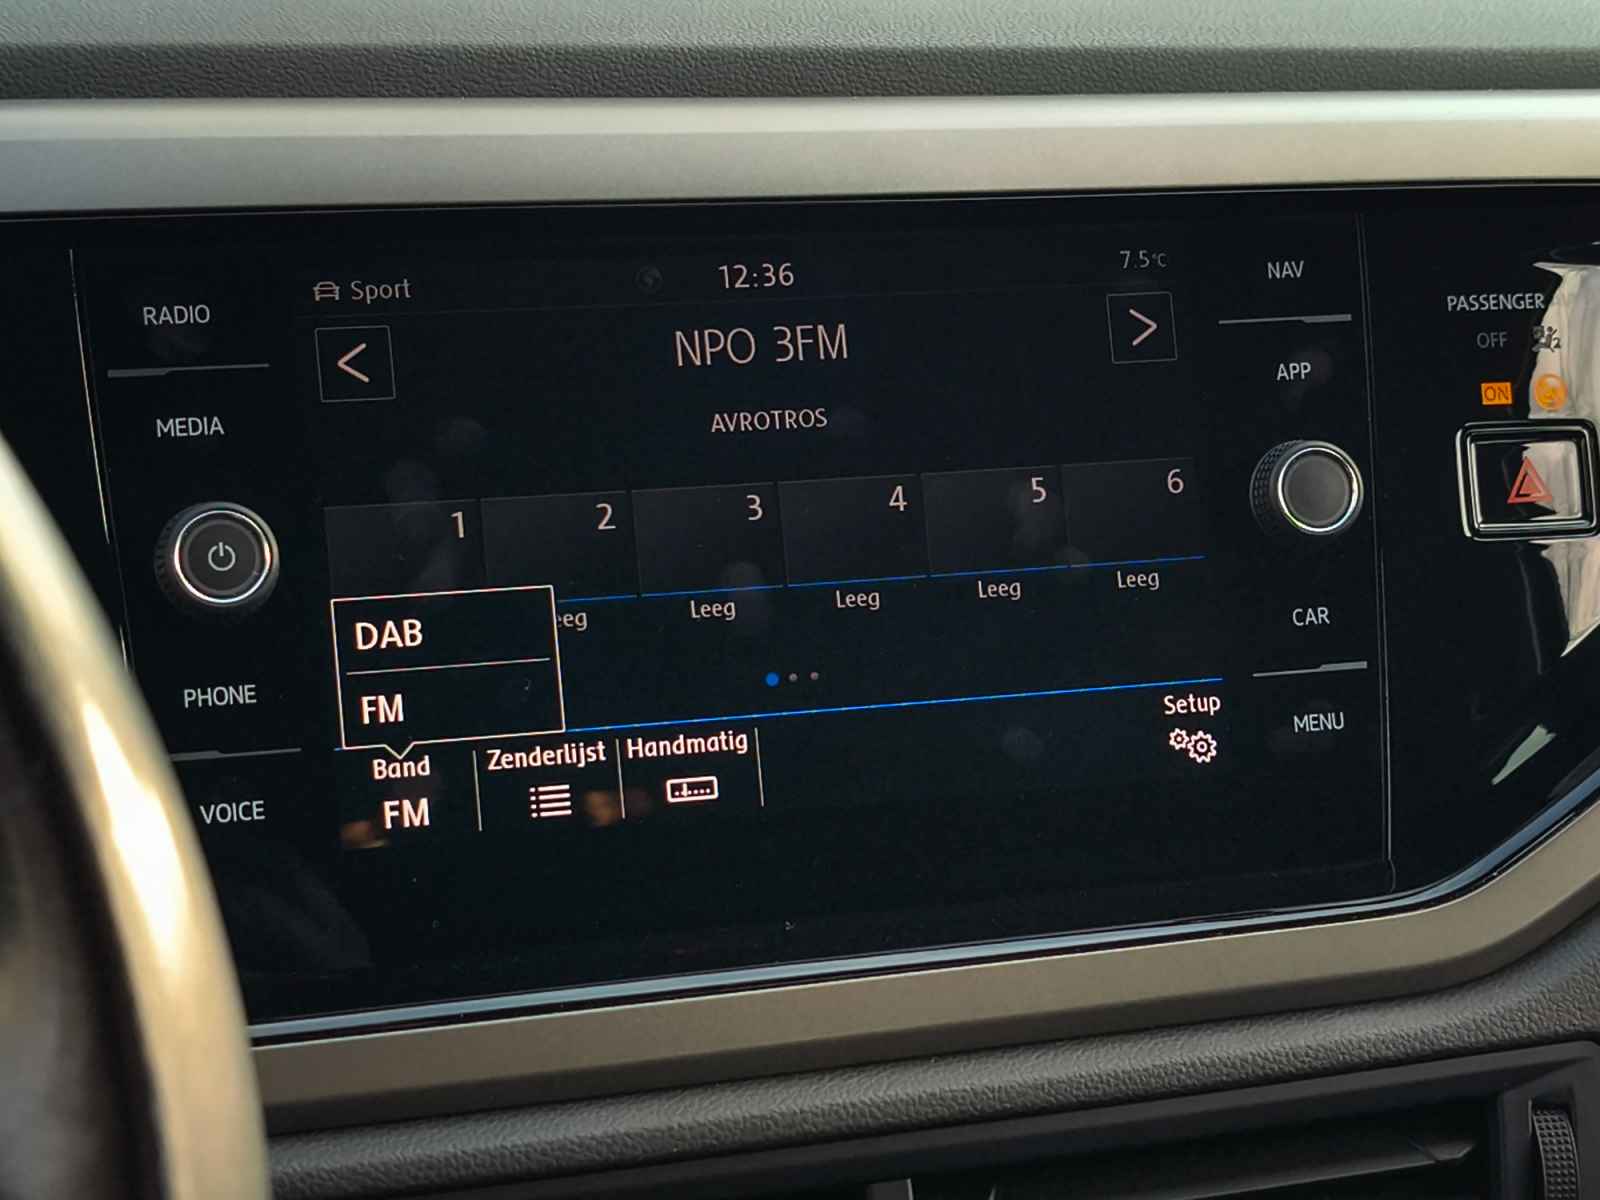 RADIO
MEDIA
PHONE
VOICE
Sport
12:36
7.5°C
NPO 3FM
AVROTROS
1 2 3 4 5 6
Leeg Leeg Leeg Leeg
DAB
FM
Band
FM
Zenderlijst
Handmatig
Setup
NAV
APP
CAR
MENU
PASSENGER
OFF
ON